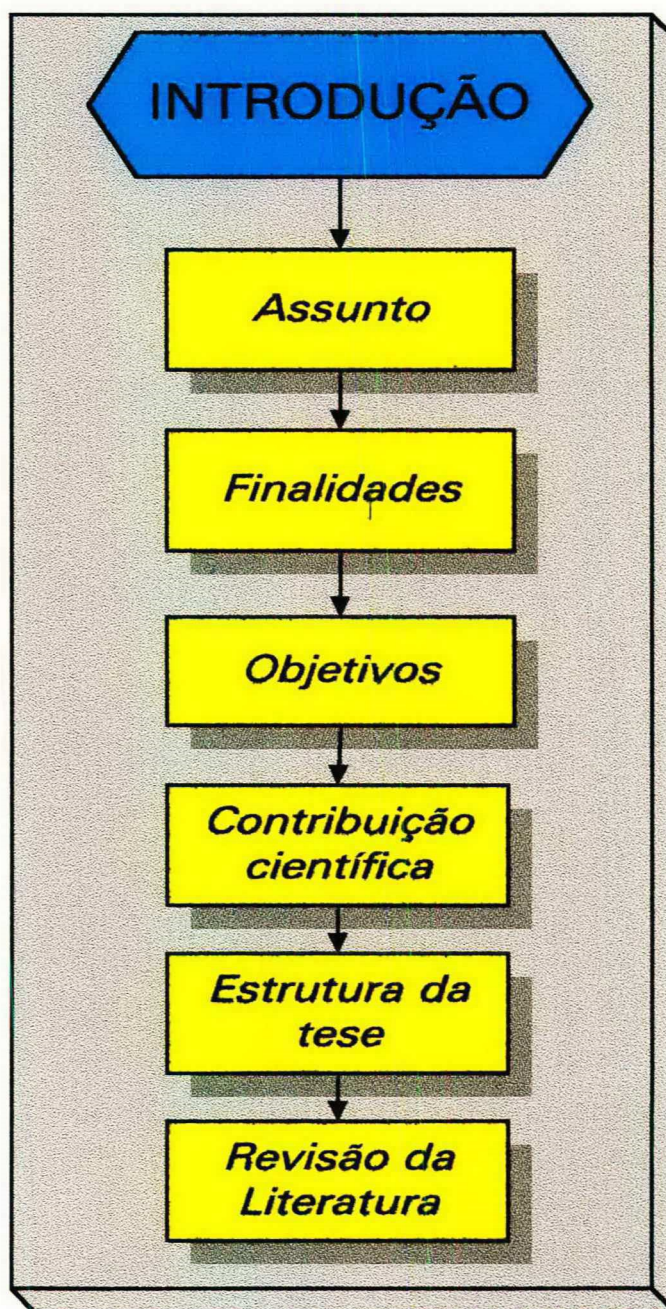 INTRODUÇÃO
Assunto
Finalidades
Objetivos
Contribuição
científica
Estrutura da
tese
Revisão da
Literatura